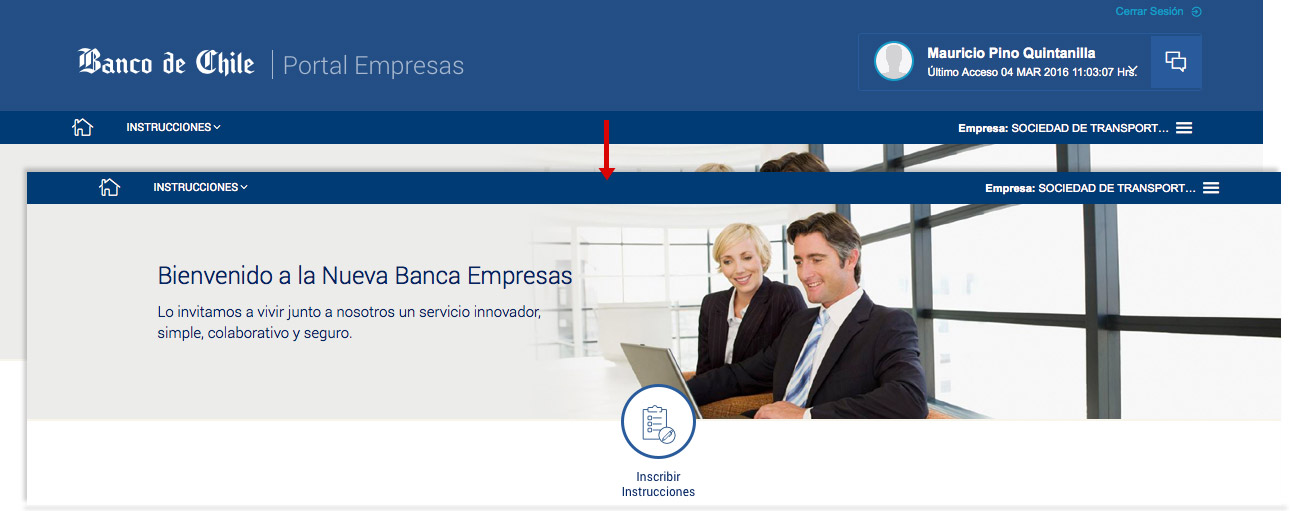 Cerrar Sesión
Banco de Chile | Portal Empresas
Mauricio Pino Quintanilla
Último Acceso 04 MAR 2016 11:03:07 Hrs.
INSTRUCCIONES
Empresa: SOCIEDAD DE TRANSPORT...
INSTRUCCIONES
Empresa: SOCIEDAD DE TRANSPORT...
Bienvenido a la Nueva Banca Empresas
Lo invitamos a vivir junto a nosotros un servicio innovador,
simple, colaborativo y seguro.
Inscribir
Instrucciones